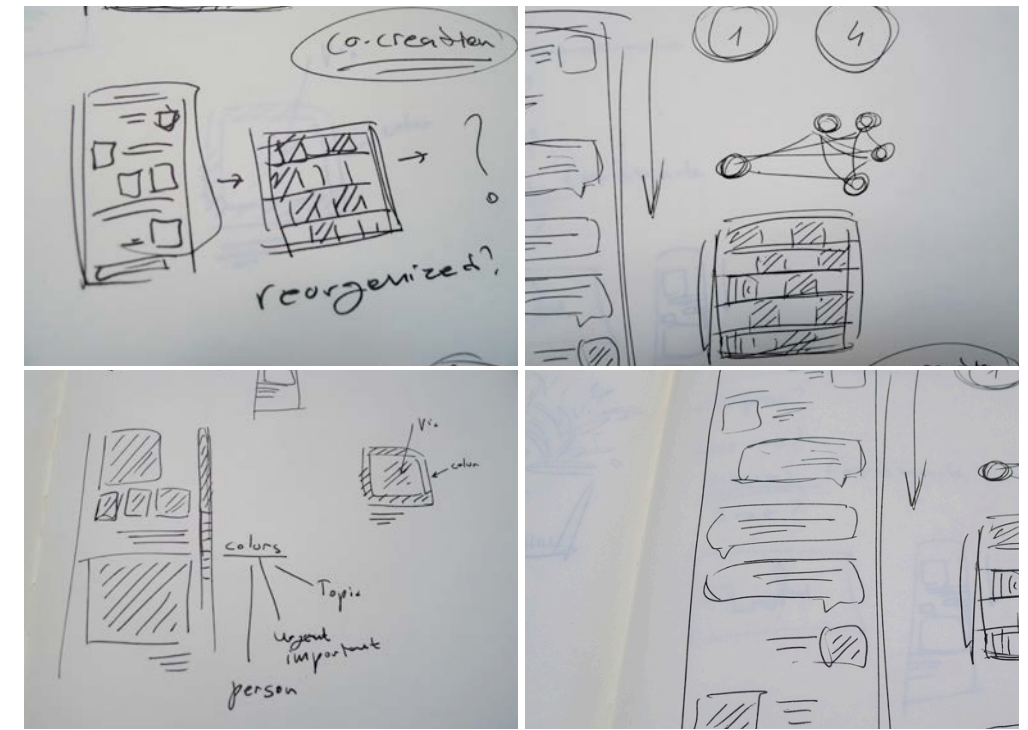 co-creation
?
reorganized?
1
4
colors
Topic
urgent
important
person